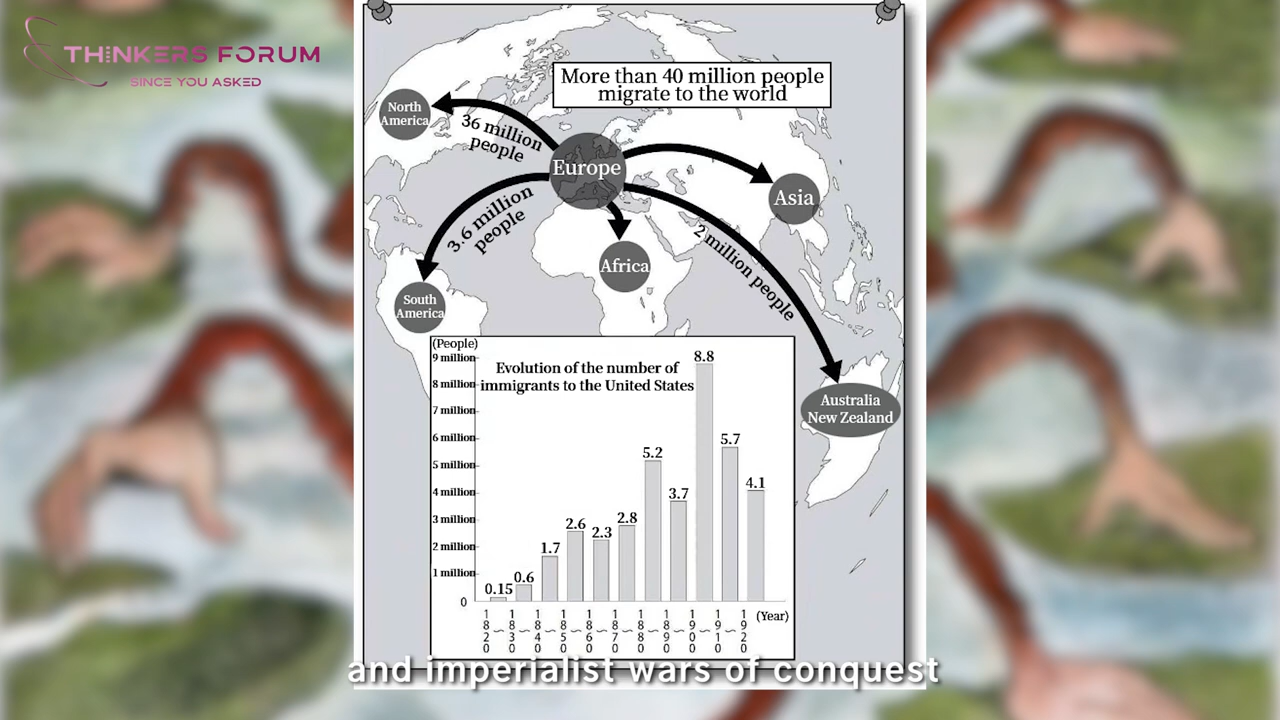 THINKERS FORUM
SINCE YOU ASKED
More than 40 million people
migrate to the world
North
America
36 million
people
Europe
Asia
3.6 million
people
2 million people
Africa
South
America
Australia
New Zealand
(People)
Evolution of the number of
immigrants to the United States
9 million
8 million
7 million
6 million
5 million
4 million
3 million
2 million
1 million
0
0.15
0.6
1.7
2.6
2.3
2.8
5.2
3.7
8.8
5.7
4.1
1820~
1830~
1840~
1850~
1860~
1870~
1880~
1890~
1900~
1910~
1920~
(Year)
and imperialist wars of conquest